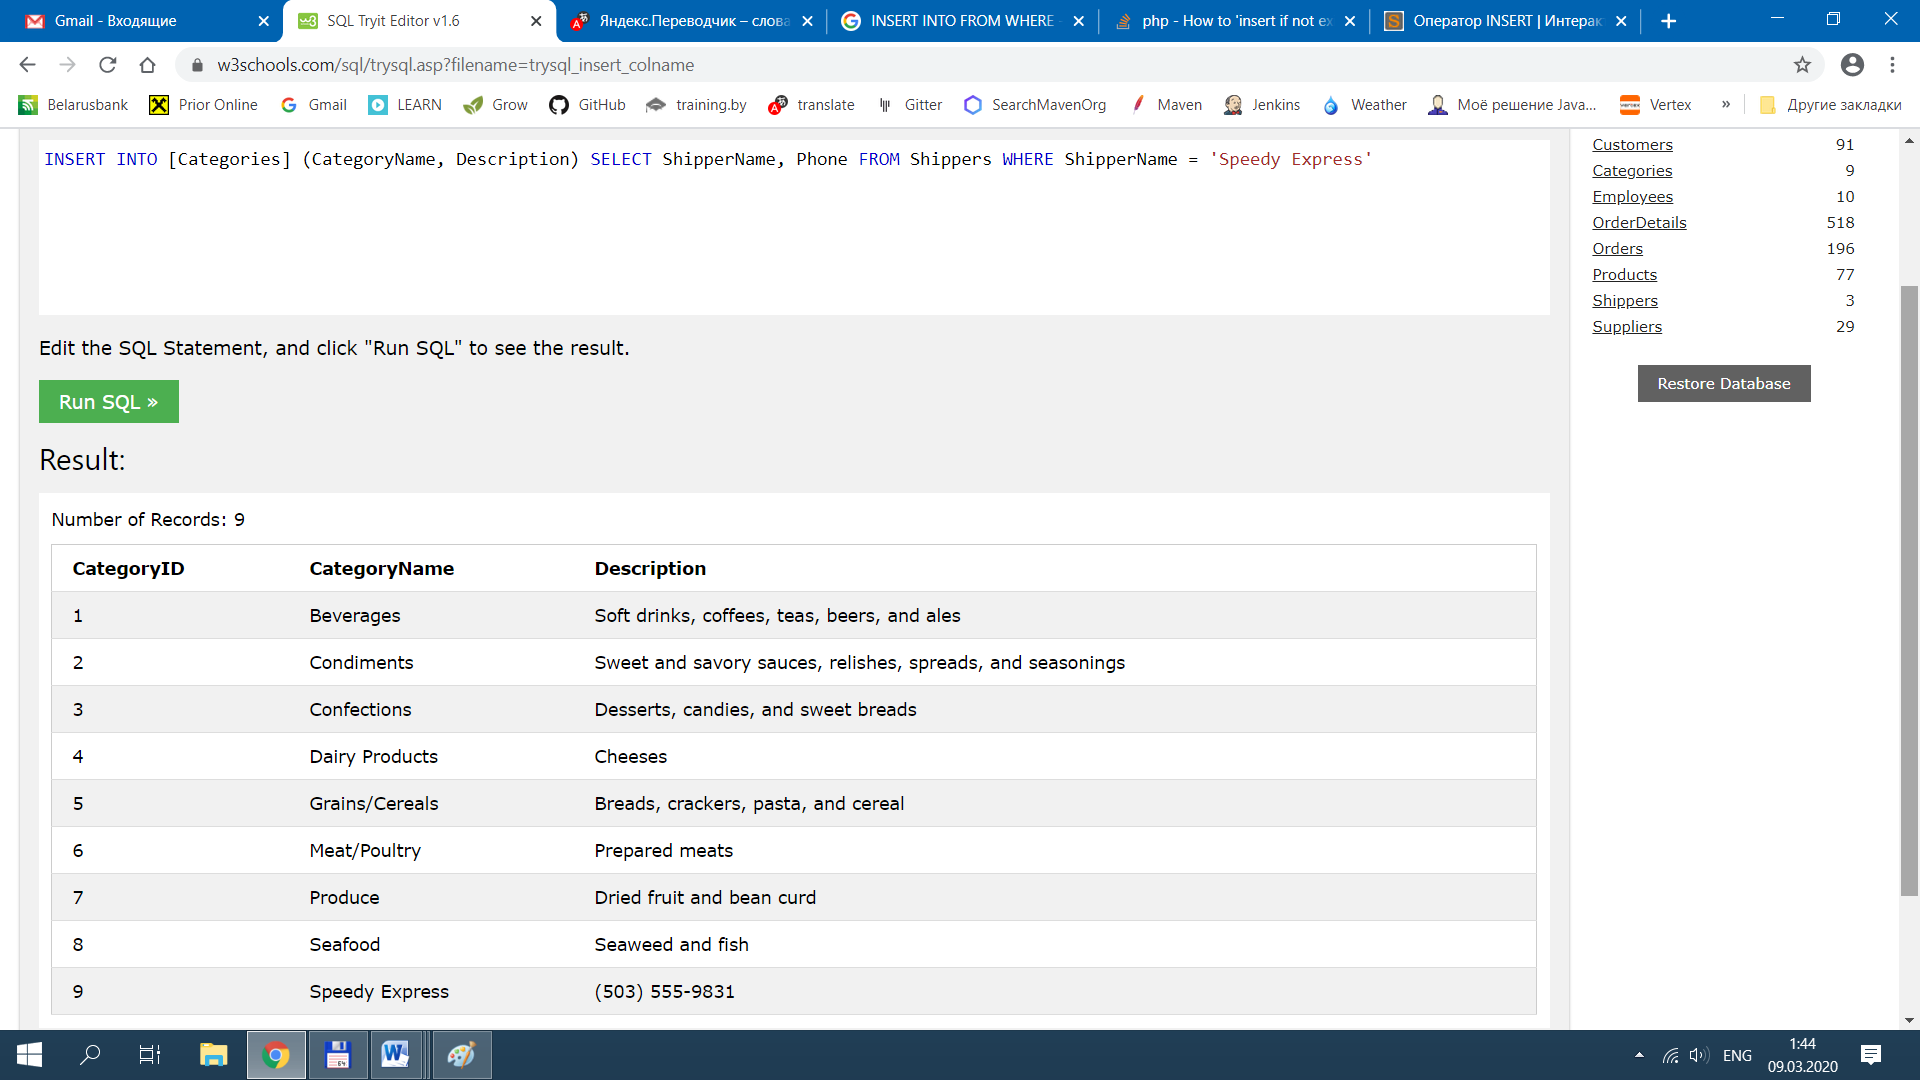 Gmail - Входящие
SQL Tryit Editor v1.6
Яндекс.Переводчик – слова
INSERT INTO FROM WHERE
php - How to 'insert if not ex
Оператор INSERT | Интерак
w3schools.com/sql/trysql.asp?filename=trysql_insert_colname
Belarusbank Prior Online Gmail LEARN Grow GitHub training.by translate Gitter SearchMavenOrg Maven Jenkins Weather Моё решение Java... Vertex » Другие закладки
INSERT INTO [Categories] (CategoryName, Description) SELECT ShipperName, Phone FROM Shippers WHERE ShipperName = 'Speedy Express'
Edit the SQL Statement, and click "Run SQL" to see the result.
Run SQL »
Result:
Number of Records: 9
CategoryID CategoryName Description
1 Beverages Soft drinks, coffees, teas, beers, and ales
2 Condiments Sweet and savory sauces, relishes, spreads, and seasonings
3 Confections Desserts, candies, and sweet breads
4 Dairy Products Cheeses
5 Grains/Cereals Breads, crackers, pasta, and cereal
6 Meat/Poultry Prepared meats
7 Produce Dried fruit and bean curd
8 Seafood Seaweed and fish
9 Speedy Express (503) 555-9831
Customers 91
Categories 9
Employees 10
OrderDetails 518
Orders 196
Products 77
Shippers 3
Suppliers 29
Restore Database
ENG
1:44
09.03.2020